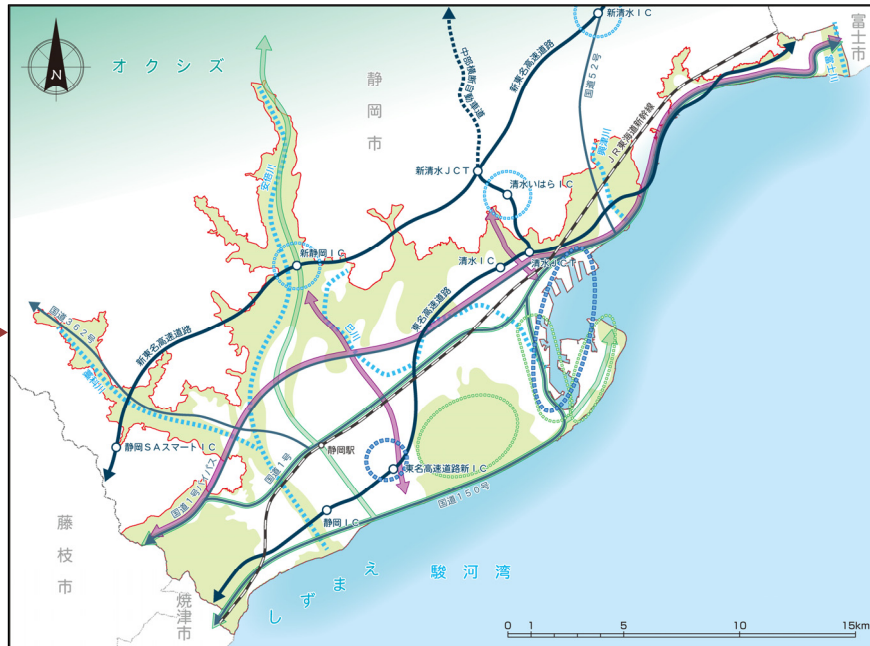 新清水IC
富士市
オクシズ
N
静岡市
中部横断自動車道
新東名高速道路
国道52号
富士川
JR東海道新幹線
興津川
安倍川
新清水JCT
清水いはらIC
新静岡IC
清水IC
清水JCT
国道362号
新東名高速道路
巴川
東名高速道路
藁科川
静岡SAスマートIC
静岡駅
国道1号
東名高速道路新IC
国道1号バイパス
国道150号
静岡IC
藤枝市
焼津市
しずまえ
駿河湾
0 1 5 10 15km